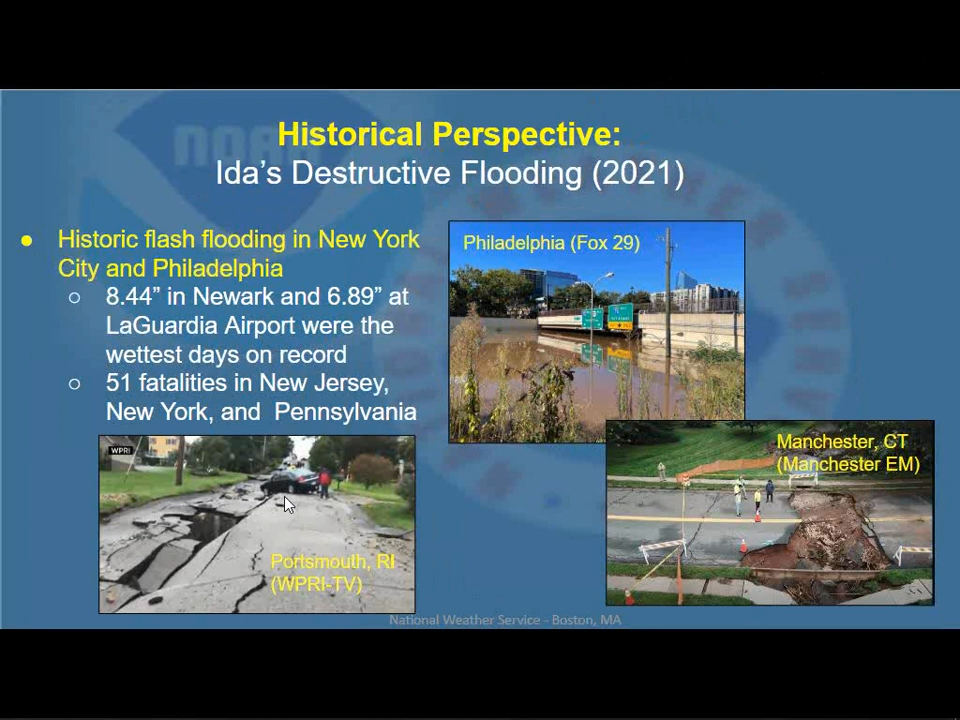 Historical Perspective:
Ida’s Destructive Flooding (2021)
● Historic flash flooding in New York
City and Philadelphia
○ 8.44” in Newark and 6.89” at
LaGuardia Airport were the
wettest days on record
○ 51 fatalities in New Jersey,
New York, and Pennsylvania
Philadelphia (Fox 29)
Manchester, CT
(Manchester EM)
WPRI
Portsmouth, RI
(WPRI-TV)
National Weather Service - Boston, MA